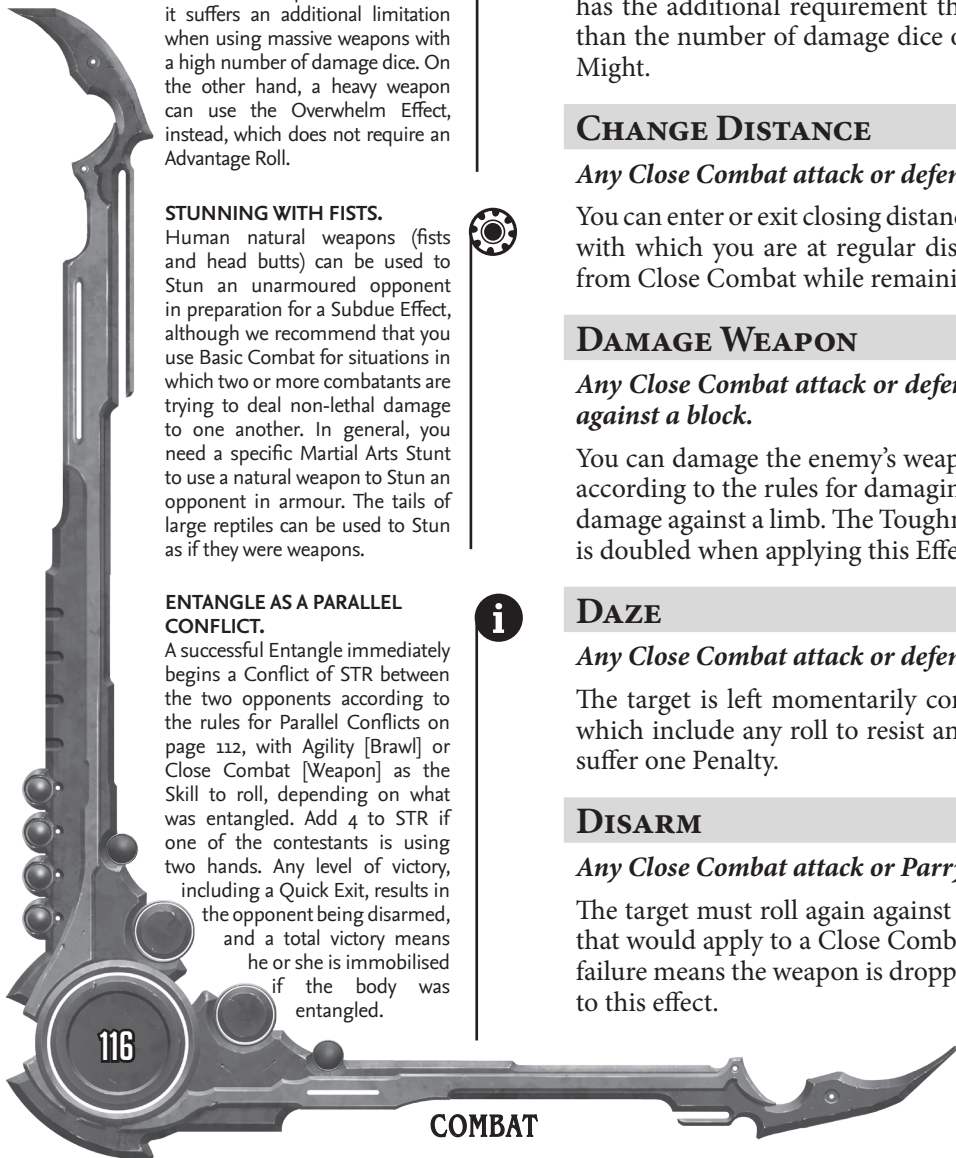 it suffers an additional limitation
when using massive weapons with
a high number of damage dice. On
the other hand, a heavy weapon
can use the Overwhelm Effect,
instead, which does not require an
Advantage Roll.
STUNNING WITH FISTS.
Human natural weapons (fists
and head butts) can be used to
Stun an unarmoured opponent
in preparation for a Subdue Effect,
although we recommend that you
use Basic Combat for situations in
which two or more combatants are
trying to deal non-lethal damage
to one another. In general, you
need a specific Martial Arts Stunt
to use a natural weapon to Stun an
opponent in armour. The tails of
large reptiles can be used to Stun
as if they were weapons.
ENTANGLE AS A PARALLEL
CONFLICT.
A successful Entangle immediately
begins a Conflict of STR between
the two opponents according to
the rules for Parallel Conflicts on
page 112, with Agility [Brawl] or
Close Combat [Weapon] as the
Skill to roll, depending on what
was entangled. Add 4 to STR if
one of the contestants is using
two hands. Any level of victory,
including a Quick Exit, results in
the opponent being disarmed,
and a total victory means
he or she is immobilised
if the body was
entangled.
i
has the additional requirement
than the number of damage dice
Might.
CHANGE DISTANCE
Any Close Combat attack or
You can enter or exit closing
with which you are at regular
from Close Combat while
DAMAGE WEAPON
Any Close Combat attack or
against a block.
You can damage the enemy's
according to the rules for
damage against a limb. The
is doubled when applying this
DAZE
Any Close Combat attack or
The target is left momentarily
which include any roll to resist
suffer one Penalty.
DISARM
Any Close Combat attack or
The target must roll again against
that would apply to a Close
failure means the weapon is
to this effect.
116
COMBAT